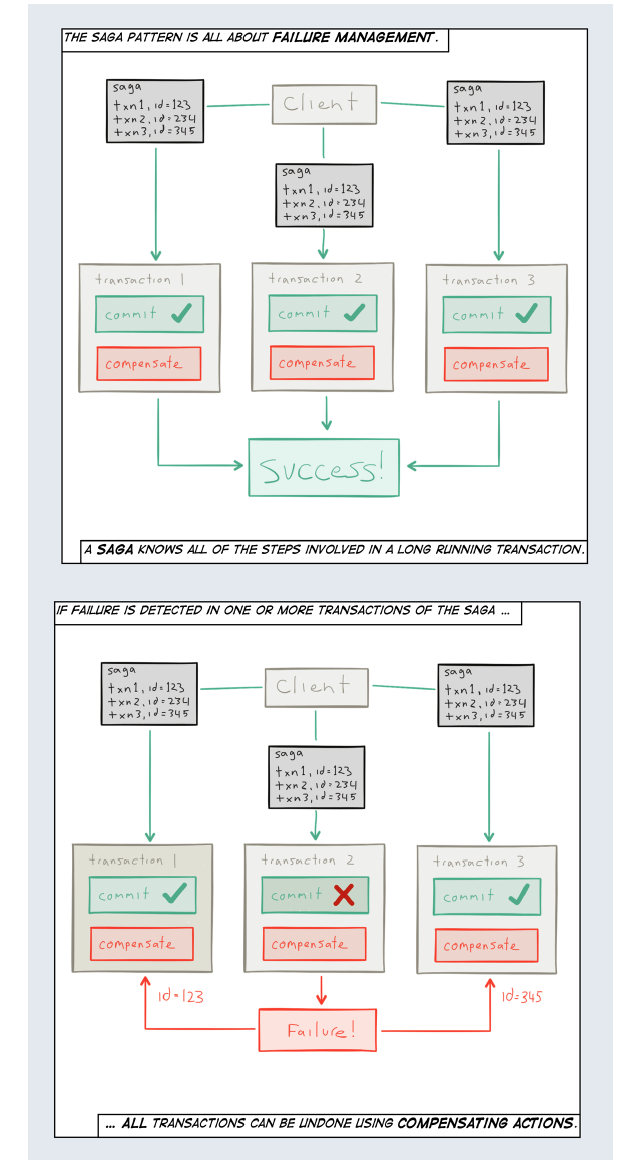 THE SAGA PATTERN IS ALL ABOUT FAILURE MANAGEMENT.
saga
txn1, id=123
txn2, id=234
txn3, id=345
Client
saga
txn1, id=123
txn2, id=234
txn3, id=345
saga
txn1, id=123
txn2, id=234
txn3, id=345
transaction 1
commit
compensate
transaction 2
commit
compensate
transaction 3
commit
compensate
Success!
A SAGA KNOWS ALL OF THE STEPS INVOLVED IN A LONG RUNNING TRANSACTION.
IF FAILURE IS DETECTED IN ONE OR MORE TRANSACTIONS OF THE SAGA ...
saga
txn1, id=123
txn2, id=234
txn3, id=345
Client
saga
txn1, id=123
txn2, id=234
txn3, id=345
saga
txn1, id=123
txn2, id=234
txn3, id=345
transaction 1
commit
compensate
transaction 2
commit
compensate
transaction 3
commit
compensate
id=123
Failure!
id=345
... ALL TRANSACTIONS CAN BE UNDONE USING COMPENSATING ACTIONS.